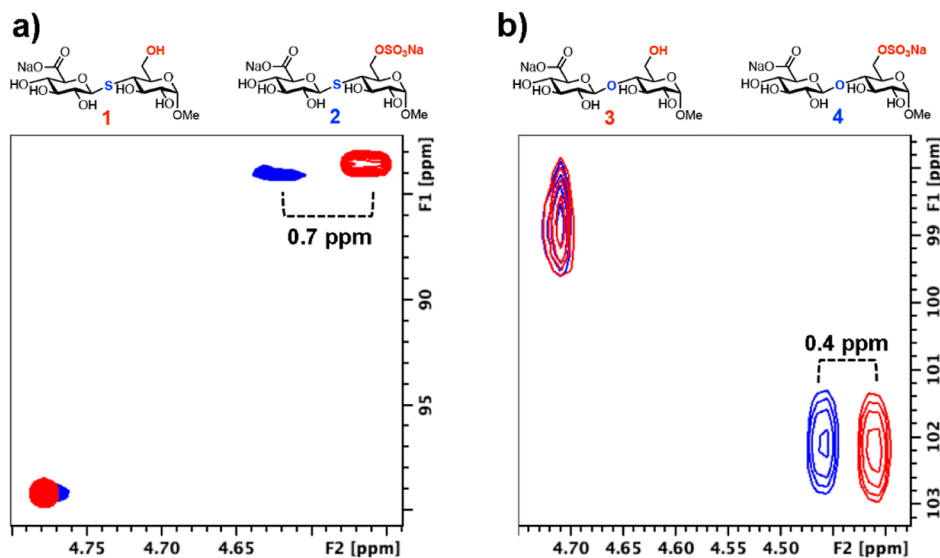 a)
b)
OH
NaO
O
HO
HO
OH
S
HO
HO
OMe
1
OSO₃Na
NaO
O
HO
HO
OH
S
HO
OH
OMe
2
OH
NaO
O
HO
HO
OH
O
HO
OH
OMe
3
OSO₃Na
NaO
O
HO
HO
OH
O
HO
OH
OMe
4
0.7 ppm
0.4 ppm
F1 [ppm]
90
95
4.75 4.70 4.65 F2 [ppm]
F1 [ppm]
99
100
101
102
103
4.70 4.65 4.60 4.55 4.50 F2 [ppm]